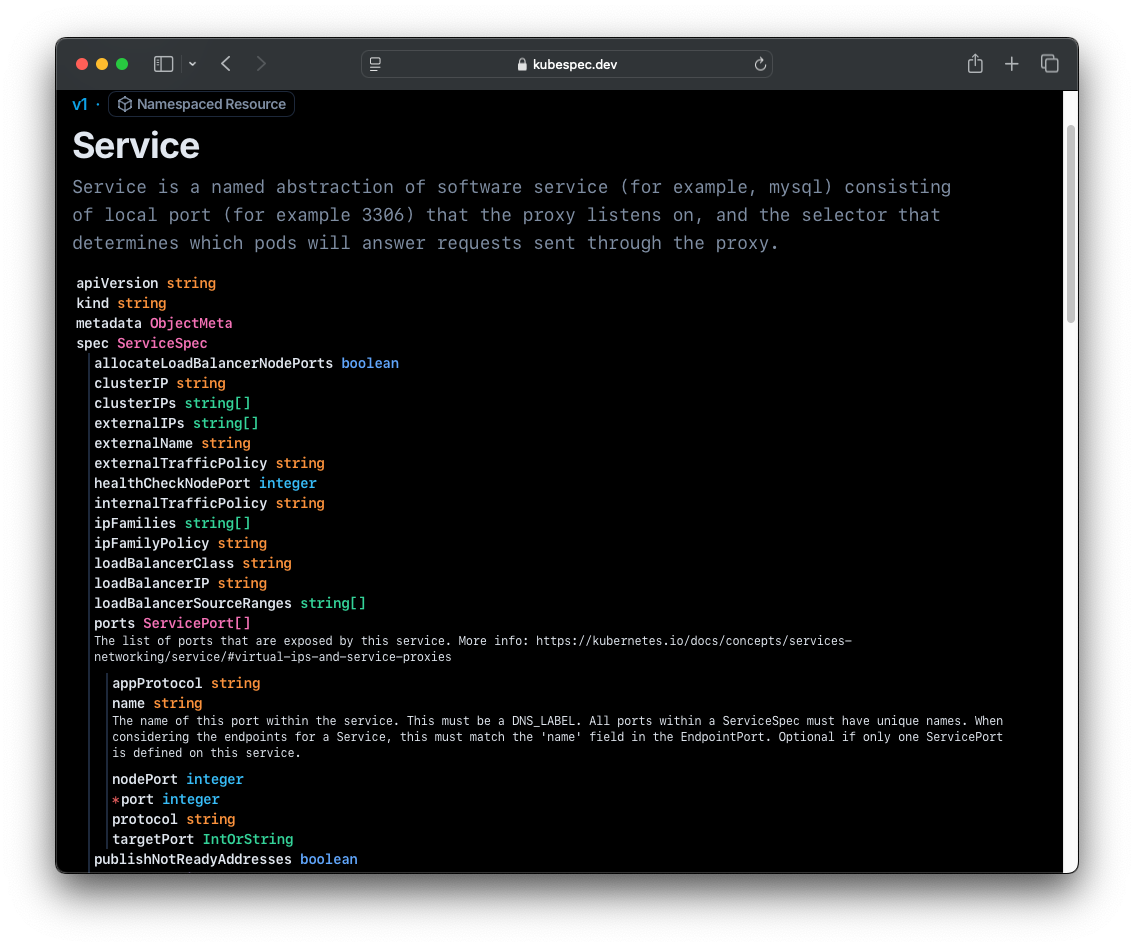 kubespec.dev
v1 · Namespaced Resource
Service
Service is a named abstraction of software service (for example, mysql) consisting
of local port (for example 3306) that the proxy listens on, and the selector that
determines which pods will answer requests sent through the proxy.
apiVersion string
kind string
metadata ObjectMeta
spec ServiceSpec
allocateLoadBalancerNodePorts boolean
clusterIP string
clusterIPs string[]
externalIPs string[]
externalName string
externalTrafficPolicy string
healthCheckNodePort integer
internalTrafficPolicy string
ipFamilies string[]
ipFamilyPolicy string
loadBalancerClass string
loadBalancerIP string
loadBalancerSourceRanges string[]
ports ServicePort[]
The list of ports that are exposed by this service. More info: https://kubernetes.io/docs/concepts/services-
networking/service/#virtual-ips-and-service-proxies
appProtocol string
name string
The name of this port within the service. This must be a DNS_LABEL. All ports within a ServiceSpec must have unique names. When
considering the endpoints for a Service, this must match the 'name' field in the EndpointPort. Optional if only one ServicePort
is defined on this service.
nodePort integer
*port integer
protocol string
targetPort IntOrString
publishNotReadyAddresses boolean